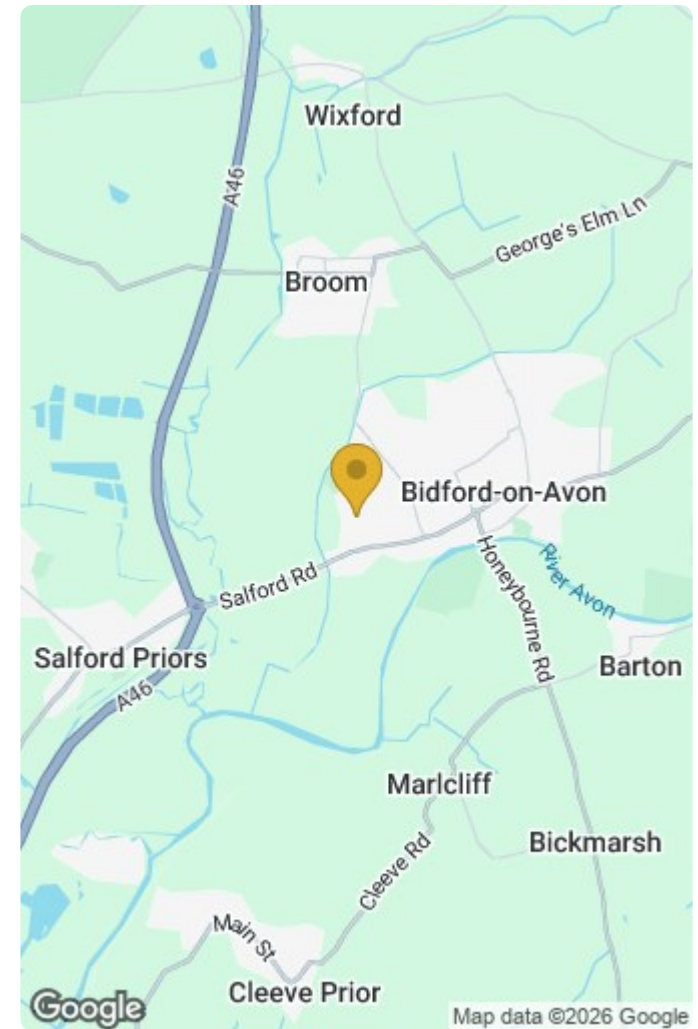 Wixford
A46
George's Elm Ln
Broom
Bidford-on-Avon
Salford Rd
Honeybourne Rd
River Avon
Salford Priors
Barton
A46
Marlcliff
Bickmarsh
Cleeve Rd
Main St
Cleeve Prior
Google
Map data ©2026 Google